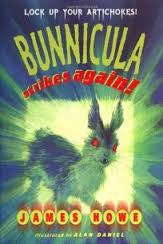 LOCK UP YOUR ARTICHOKES!
BUNNICULA
strikes again!
JAMES HOWE
illustrated by ALAN DANIEL